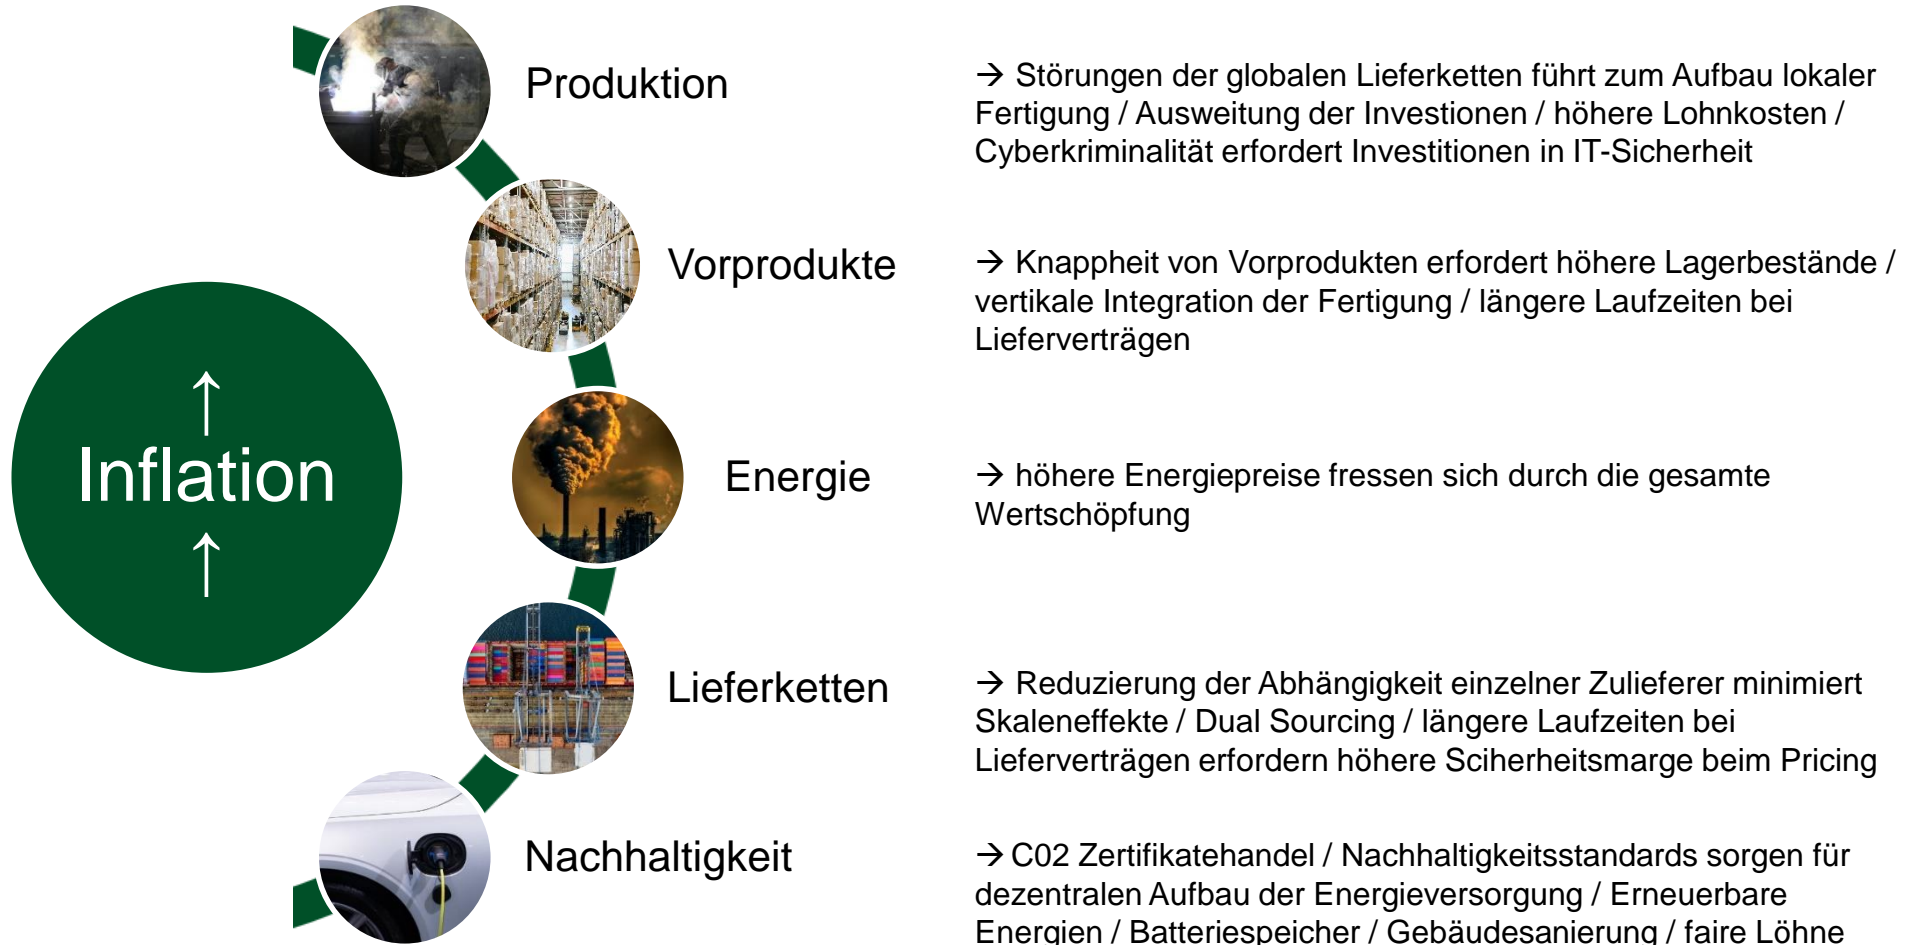 ↑
Inflation
↑
Produktion
→ Störungen der globalen Lieferketten führt zum Aufbau lokaler
Fertigung / Ausweitung der Investionen / höhere Lohnkosten /
Cyberkriminalität erfordert Investitionen in IT-Sicherheit
Vorprodukte
→ Knappheit von Vorprodukten erfordert höhere Lagerbestände /
vertikale Integration der Fertigung / längere Laufzeiten bei
Lieferverträgen
Energie
→ höhere Energiepreise fressen sich durch die gesamte
Wertschöpfung
Lieferketten
→ Reduzierung der Abhängigkeit einzelner Zulieferer minimiert
Skaleneffekte / Dual Sourcing / längere Laufzeiten bei
Lieferverträgen erfordern höhere Sciherheitsmarge beim Pricing
Nachhaltigkeit
→ C02 Zertifikatehandel / Nachhaltigkeitsstandards sorgen für
dezentralen Aufbau der Energieversorgung / Erneuerbare
Energien / Batteriespeicher / Gebäudesanierung / faire Löhne